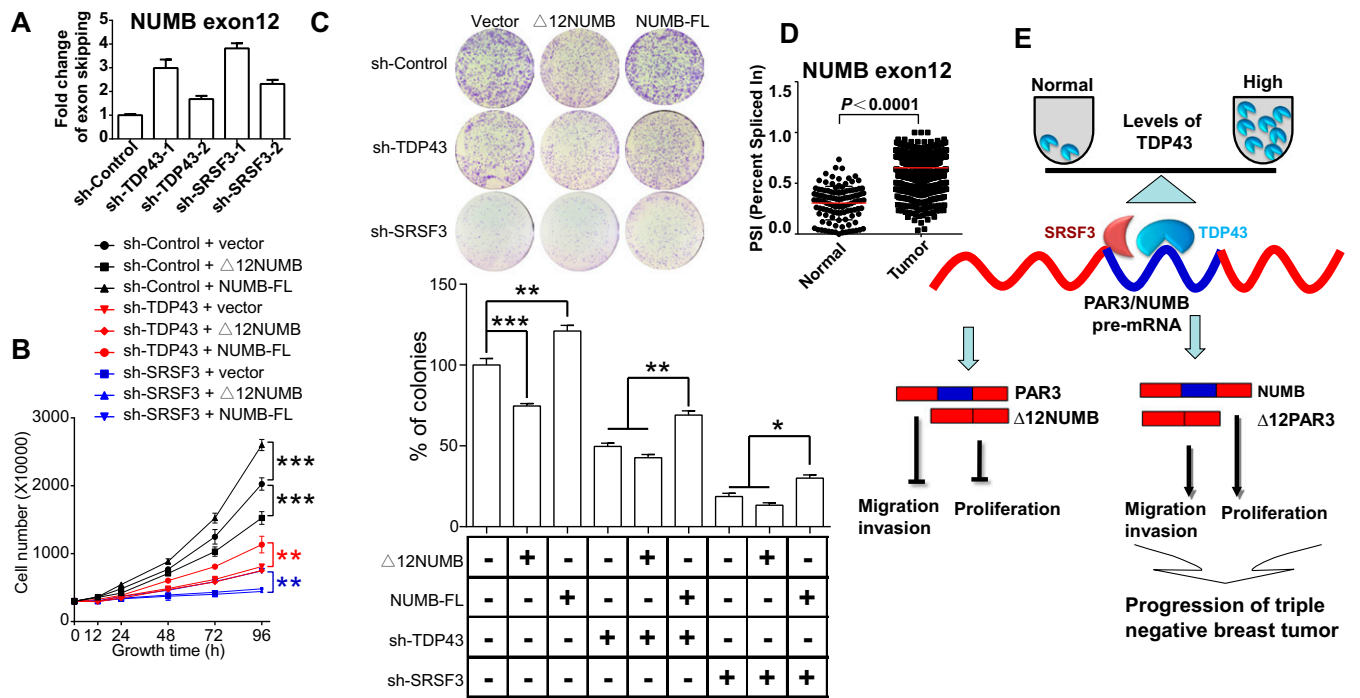 A
NUMB exon12
Fold change
of exon skipping
5
4
3
2
1
0
sh-Control
sh-TDP43-1
sh-TDP43-2
sh-SRSF3-1
sh-SRSF3-2
sh-Control + vector
sh-Control + △12NUMB
sh-Control + NUMB-FL
sh-TDP43 + vector
sh-TDP43 + △12NUMB
sh-TDP43 + NUMB-FL
sh-SRSF3 + vector
sh-SRSF3 + △12NUMB
sh-SRSF3 + NUMB-FL
B
Cell number (X10000)
3000
2000
1000
0
***
***
**
**
0 12 24 48 72 96
Growth time (h)
C
Vector △12NUMB NUMB-FL
sh-Control
sh-TDP43
sh-SRSF3
% of colonies
150
100
50
0
**
***
**
*
△12NUMB - + - - + - - + -
NUMB-FL - - + - - + - - +
sh-TDP43 - - - + + + - - -
sh-SRSF3 - - - - - - + + +
D
NUMB exon12
P<0.0001
PSI (Percent Spliced In)
1.5
1.0
0.5
0.0
Normal
Tumor
E
Normal
High
Levels of
TDP43
SRSF3
TDP43
PAR3/NUMB
pre-mRNA
PAR3
Δ12NUMB
Migration
invasion
Proliferation
NUMB
Δ12PAR3
Migration
invasion
Proliferation
Progression of triple
negative breast tumor